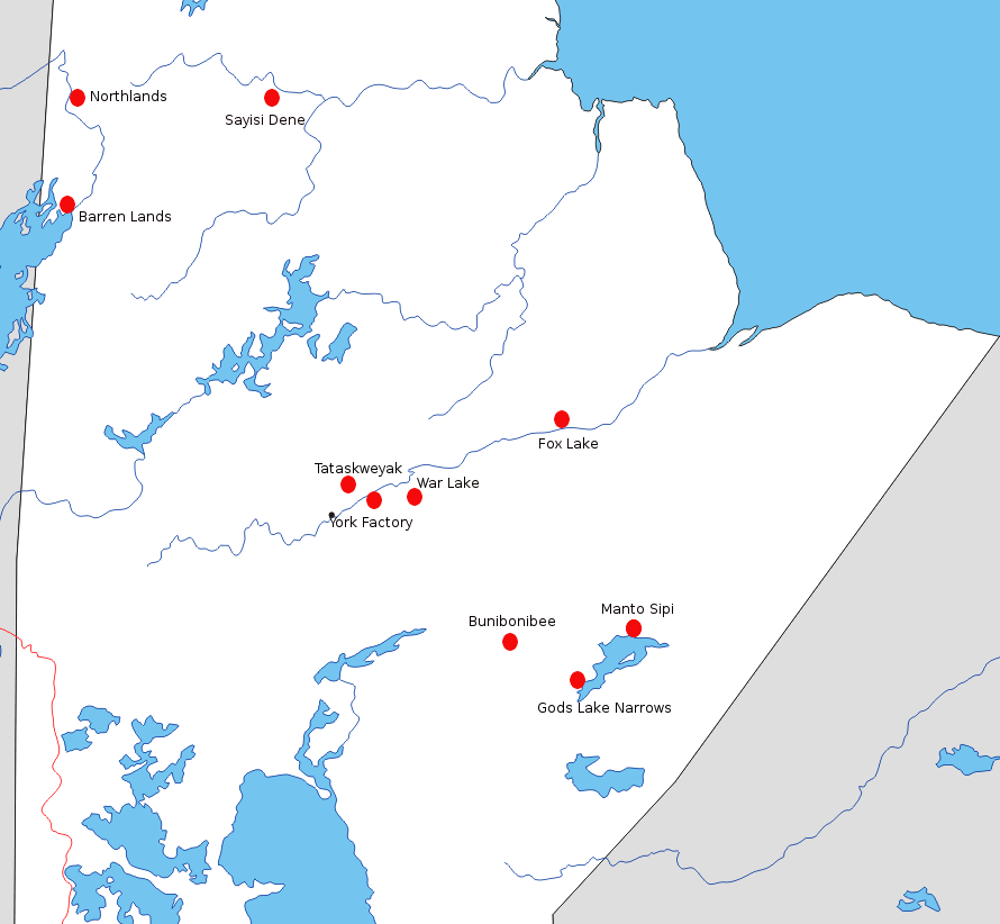 Northlands
Sayisi Dene
Barren Lands
Fox Lake
Tataskweyak
War Lake
York Factory
Manto Sipi
Bunibonibee
Gods Lake Narrows